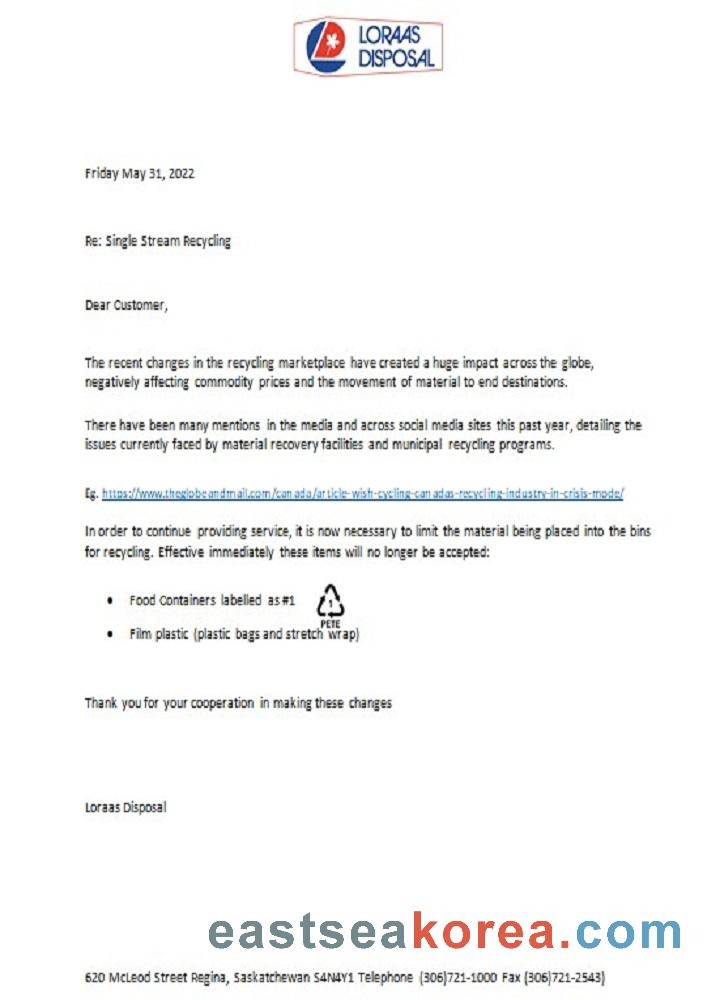 LORAAS
DISPOSAL
Friday May 31, 2022
Re: Single Stream Recycling
Dear Customer,
The recent changes in the recycling marketplace have created a huge impact across the globe,
negatively affecting commodity prices and the movement of material to end destinations.
There have been many mentions in the media and across social media sites this past year, detailing the
issues currently faced by material recovery facilities and municipal recycling programs.
Eg. https://www.theglobeandmail.com/canada/article-wish-cycling-canadas-recycling-industry-in-crisis-mode/
In order to continue providing service, it is now necessary to limit the material being placed into the bins
for recycling. Effective immediately these items will no longer be accepted:
• Food Containers labelled as #1
1
PETE
• Film plastic (plastic bags and stretch wrap)
Thank you for your cooperation in making these changes
Loraas Disposal
eastseakorea.com
620 McLeod Street Regina, Saskatchewan S4N4Y1 Telephone (306)721-1000 Fax (306)721-2543)